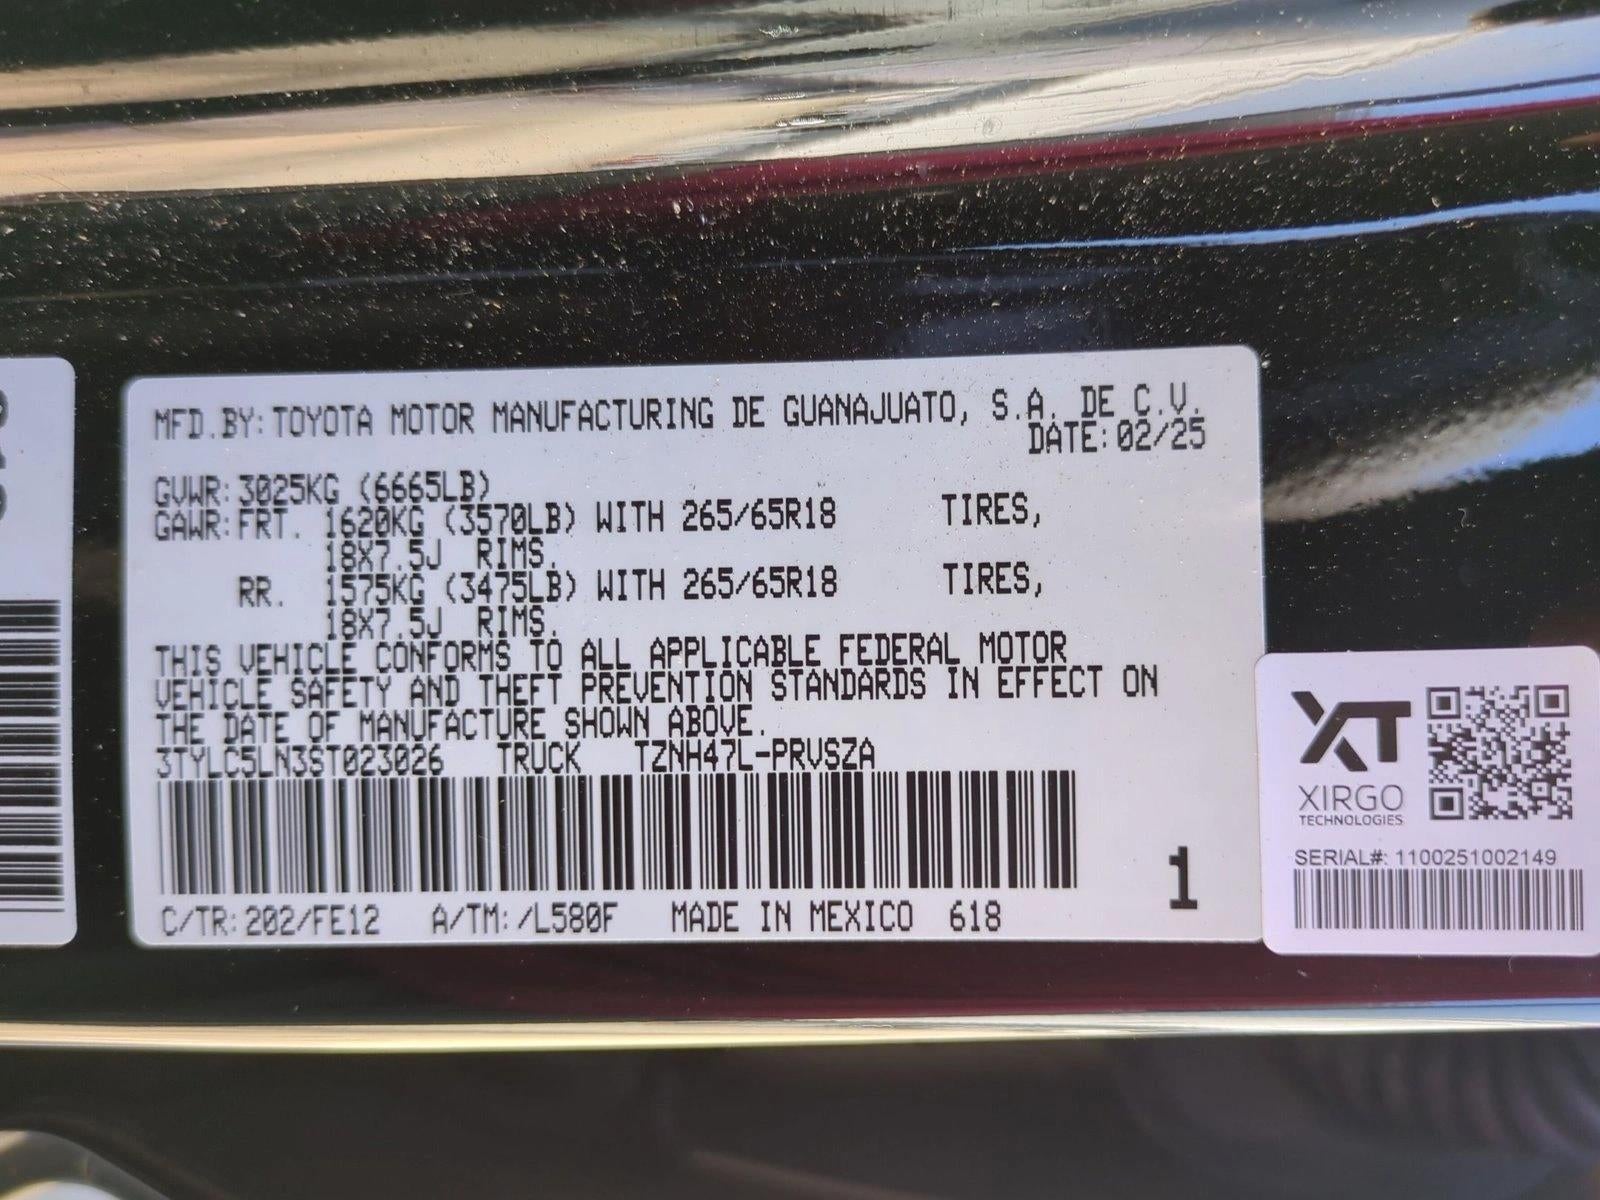 MFD.BY: TOYOTA MOTOR MANUFACTURING DE GUANAJUATO, S.A. DE C.V.
DATE: 02/25
GVWR: 3025KG (6665LB)
GAWR: FRT. 1620KG (3570LB) WITH 265/65R18 TIRES,
18X7.5J RIMS.
RR. 1575KG (3475LB) WITH 265/65R18 TIRES,
18X7.5J RIMS.
THIS VEHICLE CONFORMS TO ALL APPLICABLE FEDERAL MOTOR
VEHICLE SAFETY AND THEFT PREVENTION STANDARDS IN EFFECT ON
THE DATE OF MANUFACTURE SHOWN ABOVE.
3TYLC5LN3ST023026 TRUCK TZNH47L-PRVSZA
1
C/TR: 202/FE12 A/TM: /L580F MADE IN MEXICO 618
XT
XIRGO
TECHNOLOGIES
SERIAL#: 1100251002149